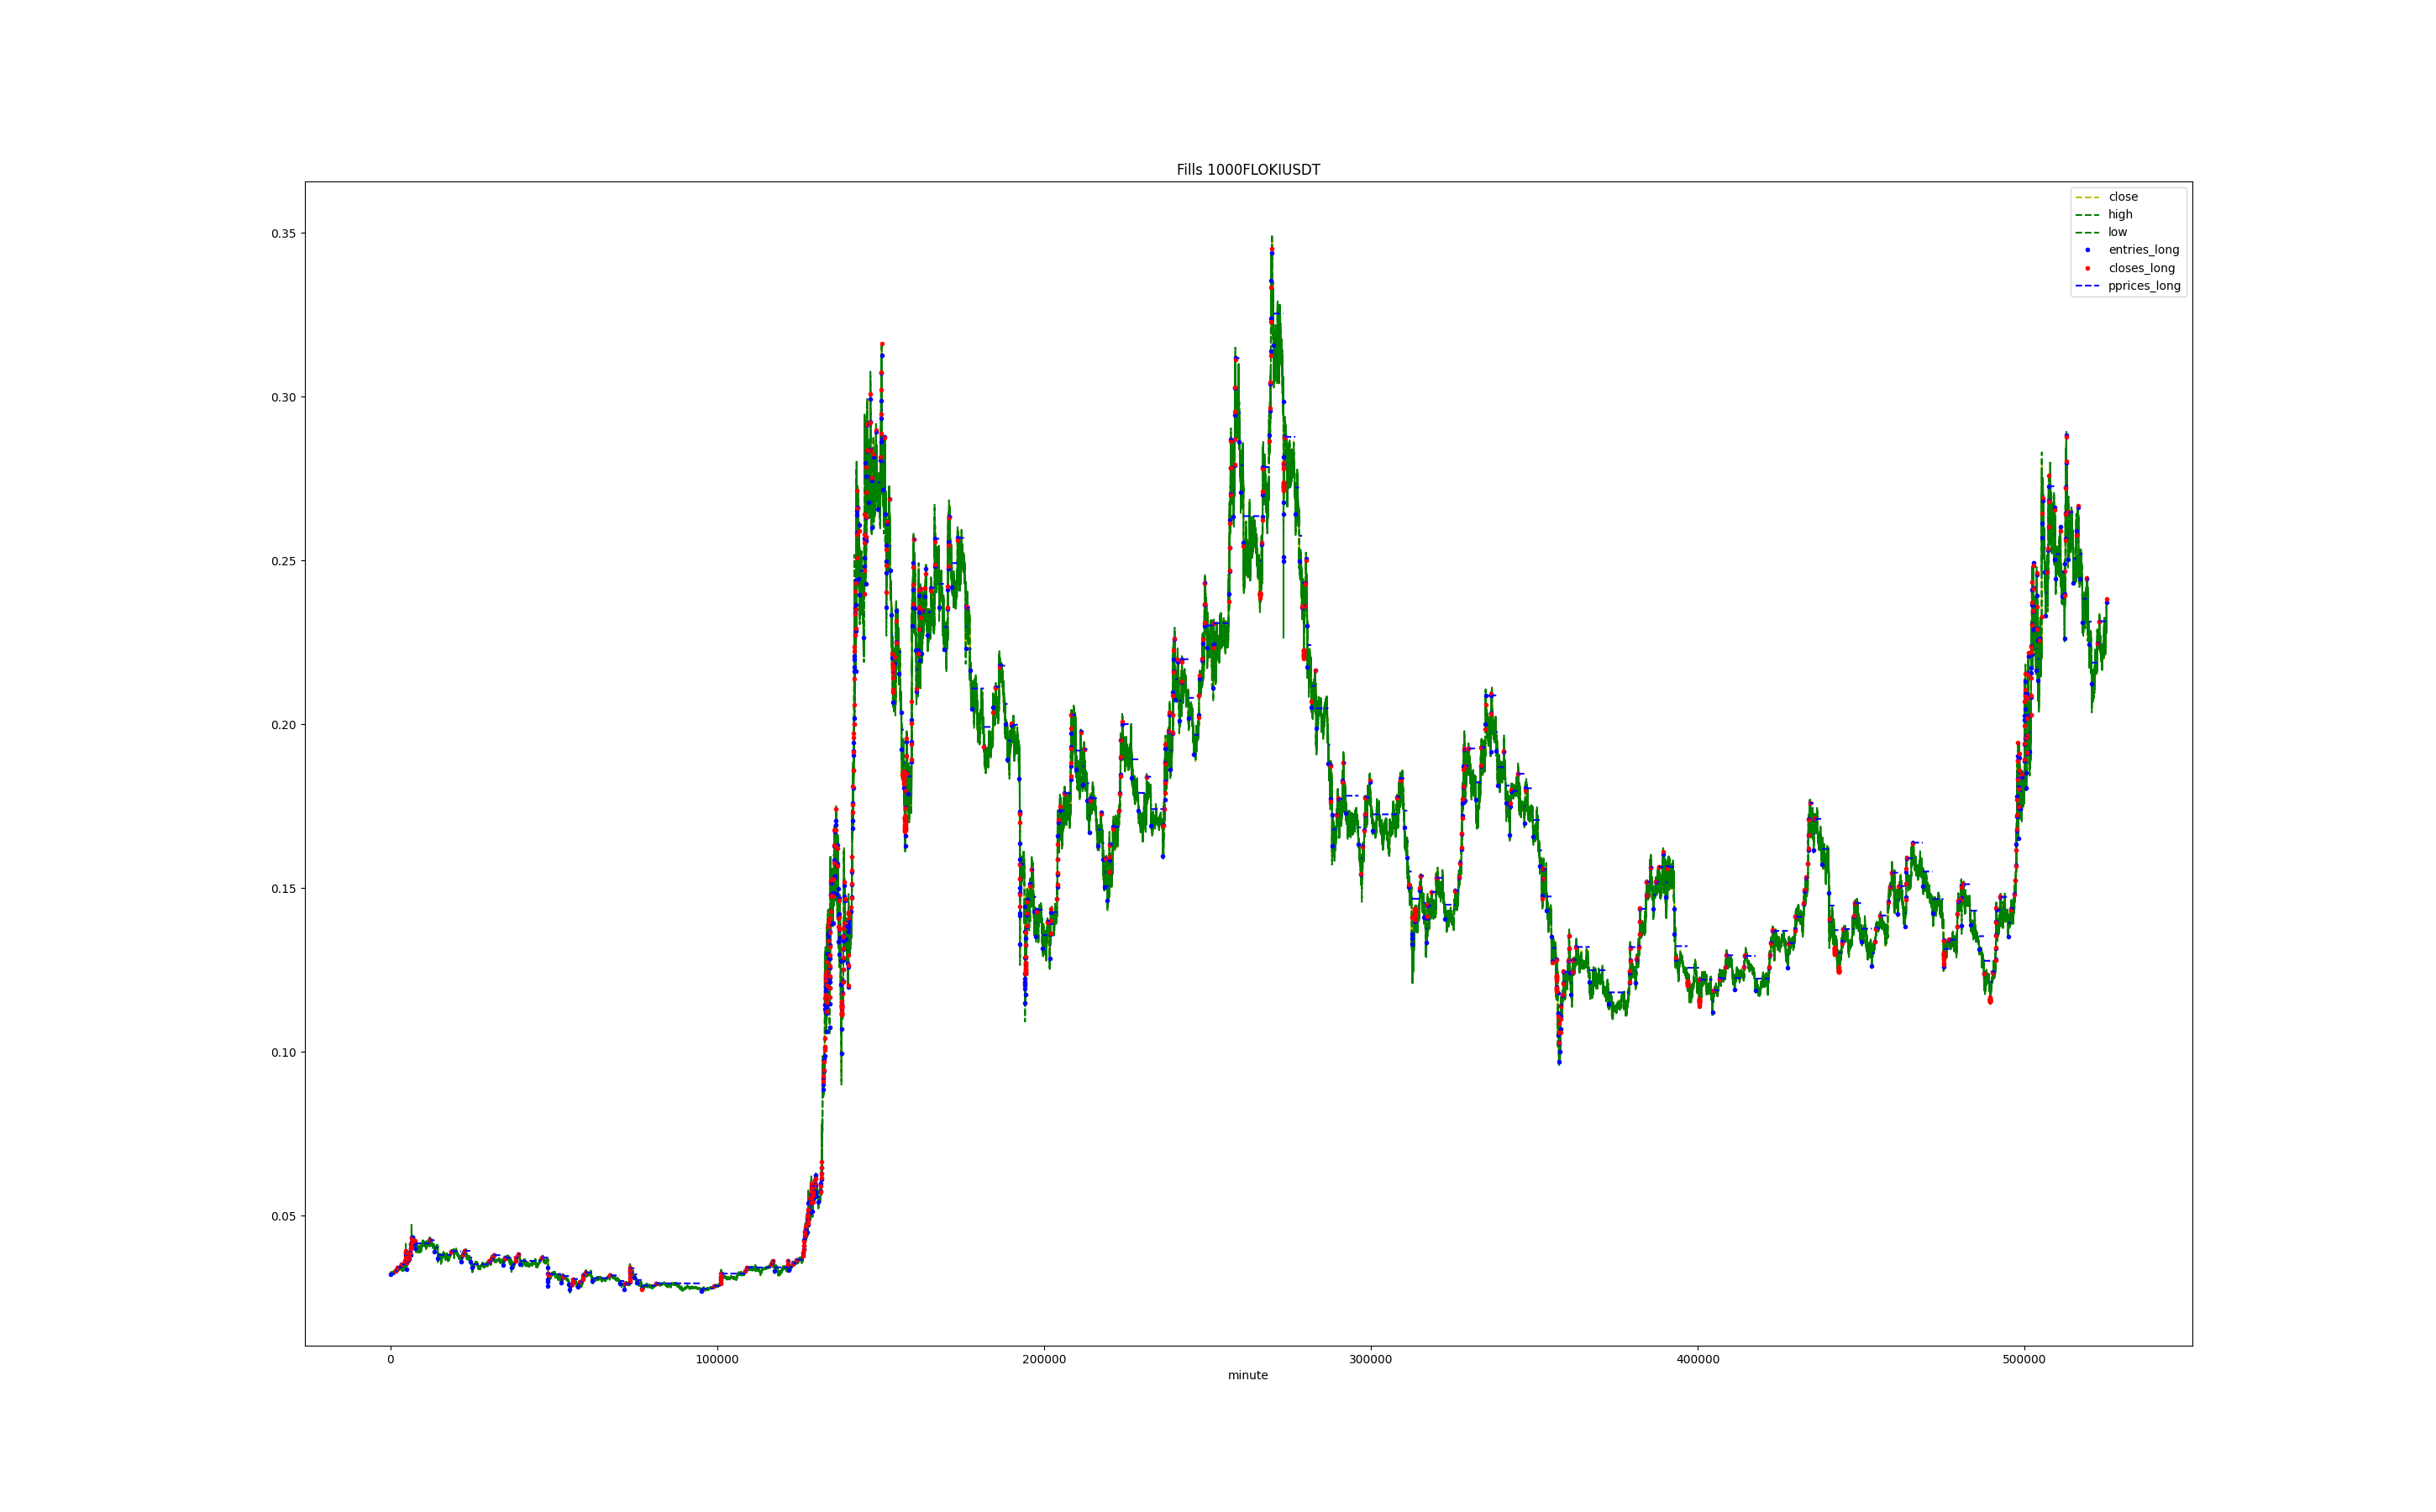 Fills 1000FLOKIUSDT
close
high
low
entries_long
closes_long
pprices_long
0.35
0.30
0.25
0.20
0.15
0.10
0.05
0 100000 200000 300000 400000 500000
minute